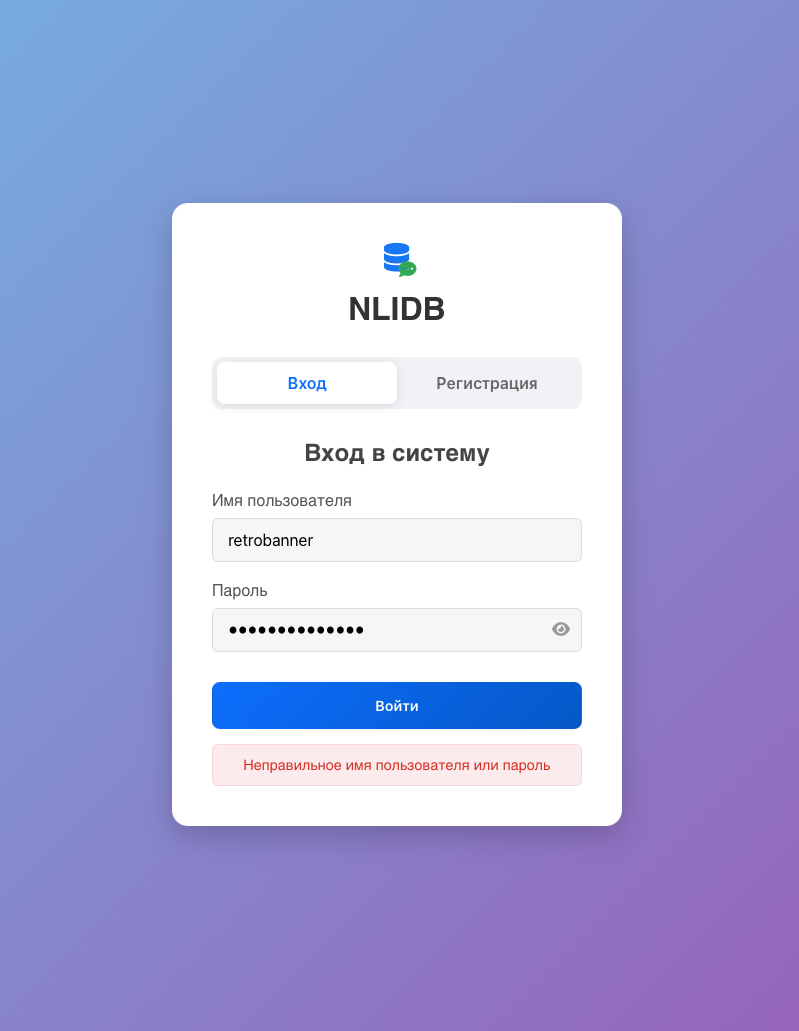 NLIDB
Вход
Регистрация
Вход в систему
Имя пользователя
retrobanner
Пароль
••••••••••••••
Войти
Неправильное имя пользователя или пароль